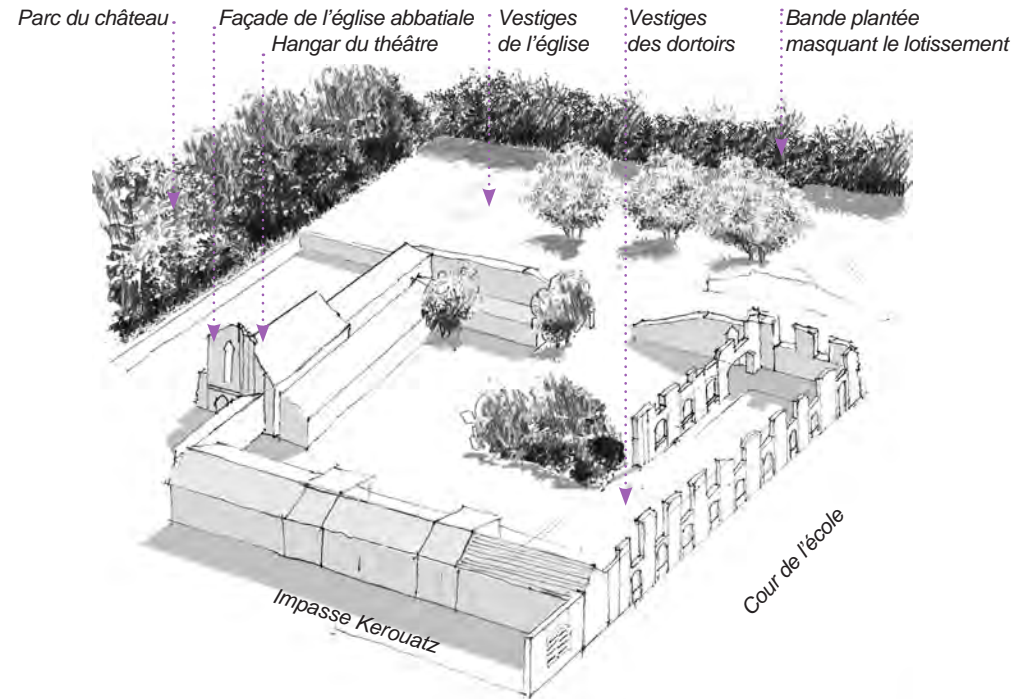 Parc du château
Façade de l'église abbatiale
Hangar du théâtre
Vestiges
de l'église
Vestiges
des dortoirs
Bande plantée
masquant le lotissement
Impasse Kerouatz
Cour de l'école